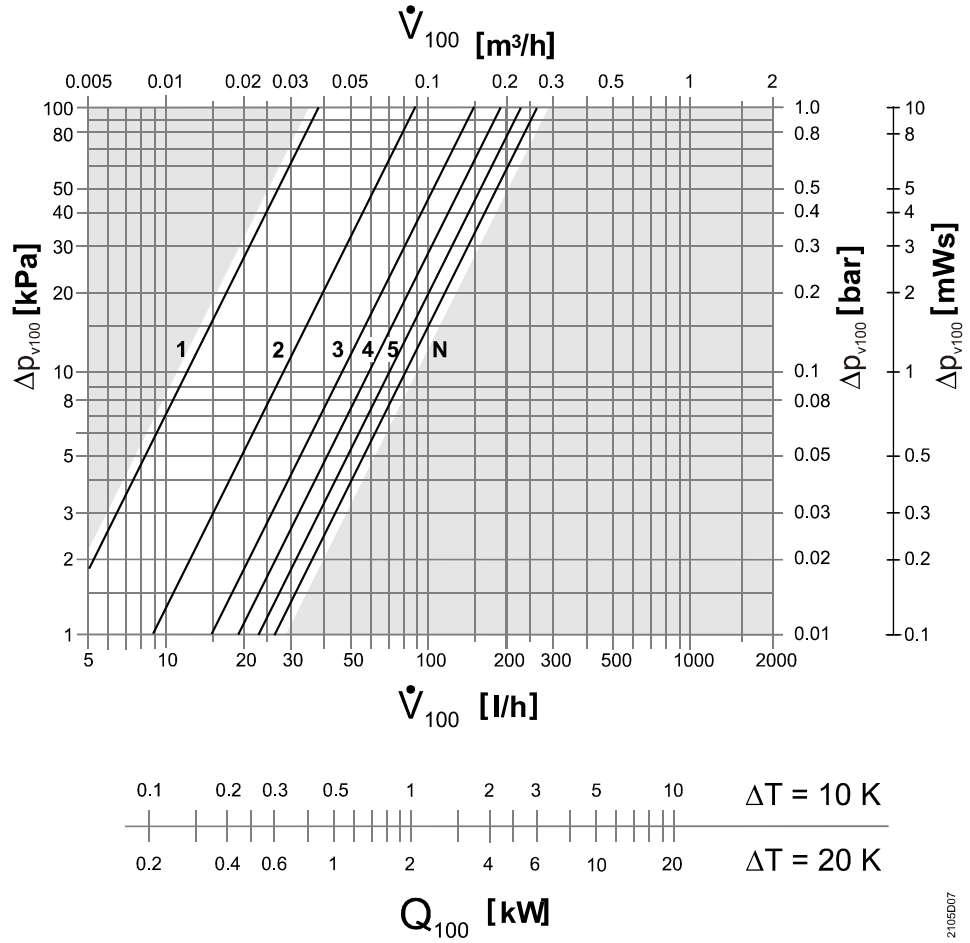 V̇100 [m³/h]
0.005 0.01 0.02 0.03 0.05 0.1 0.2 0.3 0.5 1 2
100 1.0 10
80 0.8 8
50 0.5 5
40 0.4 4
30 0.3 3
20 0.2 2
1 2 3 4 5 N
10 0.1 1
8 0.08
5 0.05 0.5
3 0.03 0.3
2 0.02 0.2
1 0.01 0.1
Δpv100 [kPa]
Δpv100 [bar]
Δpv100 [mWs]
5 10 20 30 50 100 200 300 500 1000 2000
V̇100 [l/h]
0.1 0.2 0.3 0.5 1 2 3 5 10 ΔT = 10 K
0.2 0.4 0.6 1 2 4 6 10 20 ΔT = 20 K
Q100 [kW]
2105D07